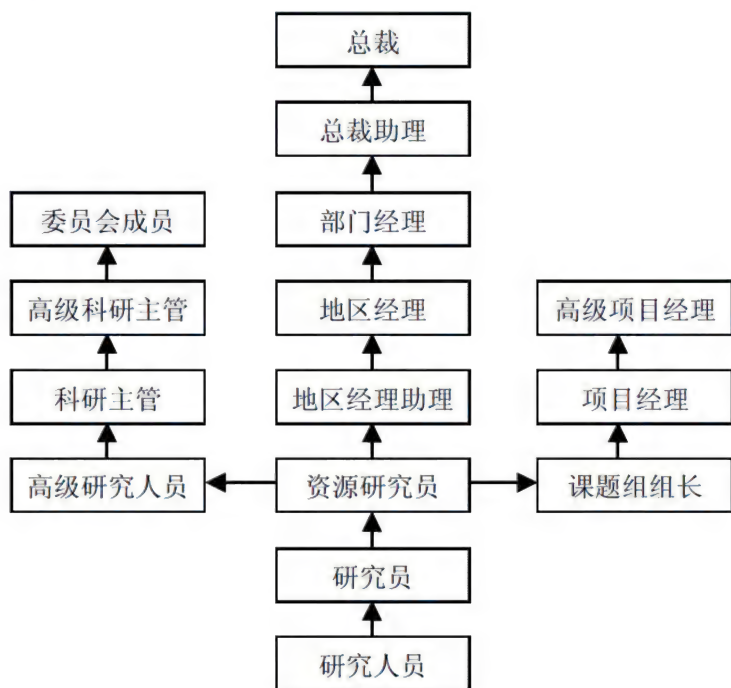 总裁
总裁助理
委员会成员
部门经理
高级科研主管
地区经理
高级项目经理
科研主管
地区经理助理
项目经理
高级研究人员
资源研究员
课题组组长
研究员
研究人员